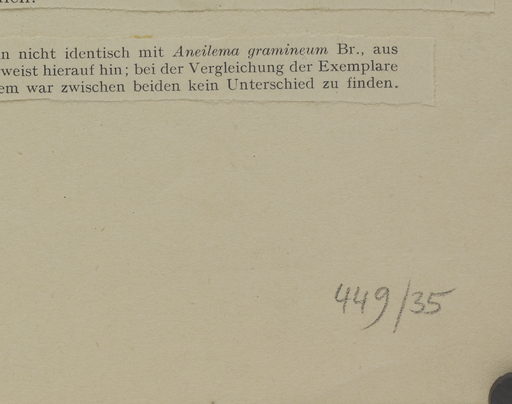 n nicht identisch mit Aneilema gramineum Br., aus
weist hierauf hin; bei der Vergleichung der Exemplare
em war zwischen beiden kein Unterschied zu finden.
449/35